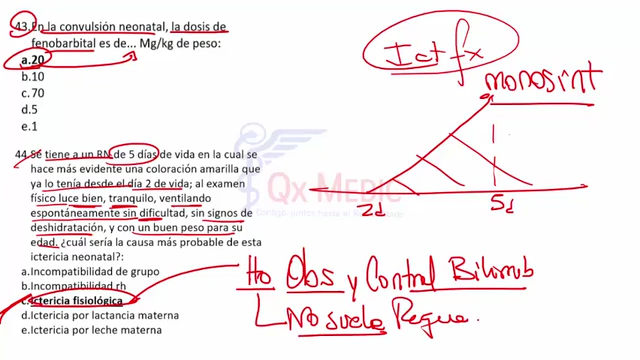 43. En la convulsión neonatal, la dosis de
fenobarbital es de... Mg/kg de peso:
a.20
b.10
c.70
d.5
e.1
44. Se tiene a un RN de 5 días de vida en la cual se
hace más evidente una coloración amarilla que
ya lo tenía desde el día 2 de vida; al examen
físico luce bien, tranquilo, ventilando
espontáneamente sin dificultad, sin signos de
deshidratación, y con un buen peso para su
edad. ¿cuál sería la causa más probable de esta
ictericia neonatal?:
a.Incompatibilidad de grupo
b.Incompatibilidad rh
c.Ictericia fisiológica
d.Ictericia por lactancia materna
e.Ictericia por leche materna
Ict fx
monosint
2d 5d
Qx MEDIC
Hto Obs y Control Bilirrub
No suele Reque.